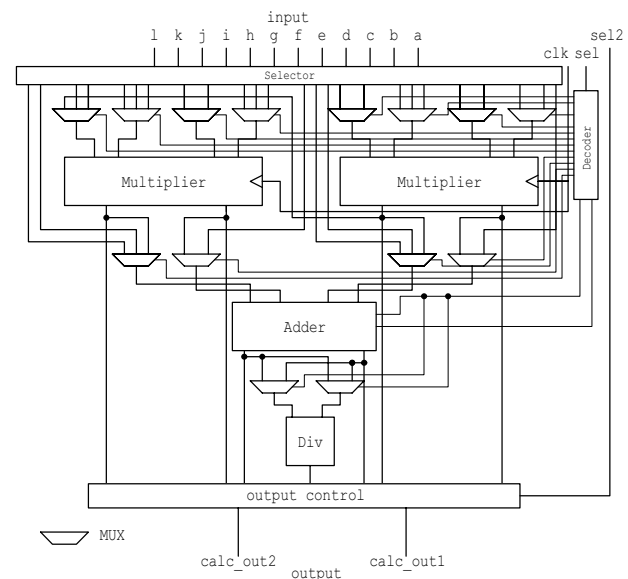 input
l k j i h g f e d c b a
sel2
clk sel
Selector
Decoder
Multiplier
Multiplier
Adder
Div
output control
MUX
calc_out2
calc_out1
output